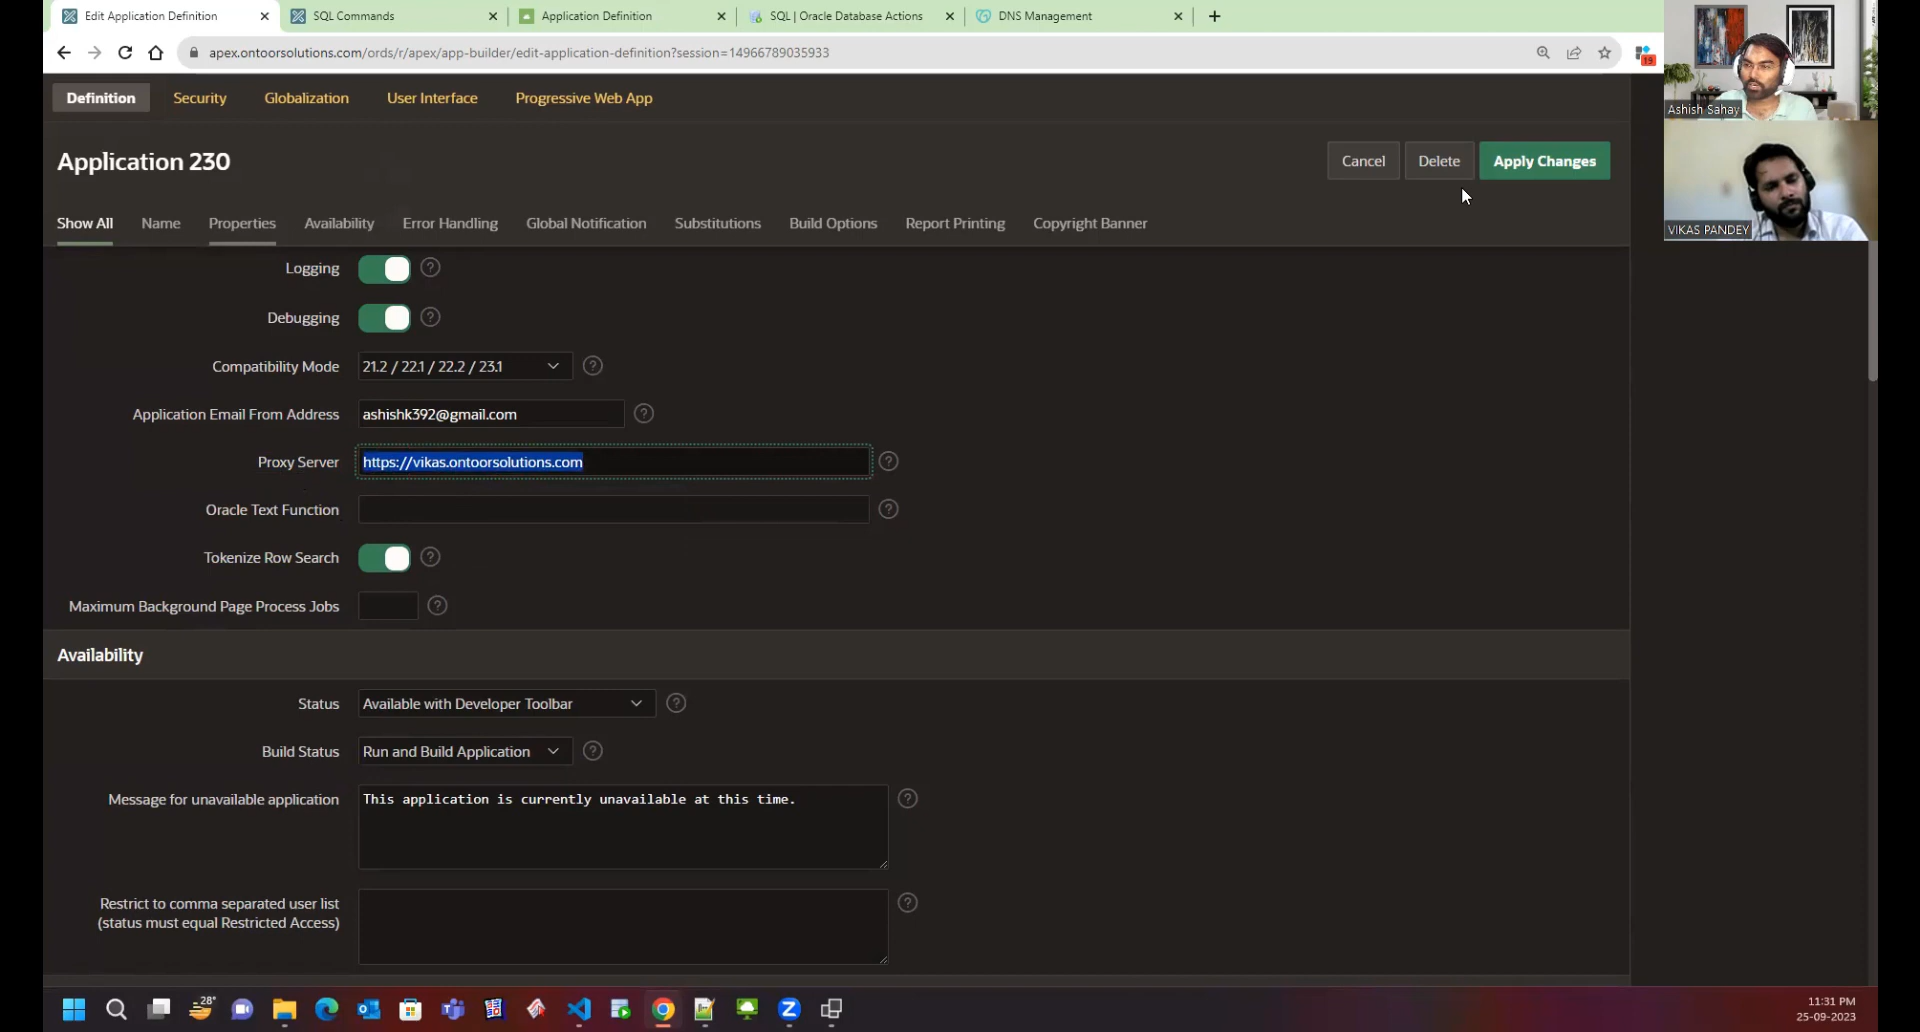 Edit Application Definition
SQL Commands
Application Definition
SQL | Oracle Database Actions
DNS Management
apex.ontoorsolutions.com/ords/r/apex/app-builder/edit-application-definition?session=14966789035933
19
Definition
Security
Globalization
User Interface
Progressive Web App
Ashish Sahay
VIKAS PANDEY
Application 230
Cancel
Delete
Apply Changes
Show All
Name
Properties
Availability
Error Handling
Global Notification
Substitutions
Build Options
Report Printing
Copyright Banner
Logging
Debugging
Compatibility Mode
21.2 / 22.1 / 22.2 / 23.1
Application Email From Address
ashishk392@gmail.com
Proxy Server
https://vikas.ontoorsolutions.com
Oracle Text Function
Tokenize Row Search
Maximum Background Page Process Jobs
Availability
Status
Available with Developer Toolbar
Build Status
Run and Build Application
Message for unavailable application
This application is currently unavailable at this time.
Restrict to comma separated user list
(status must equal Restricted Access)
28°
11:31 PM
25-09-2023